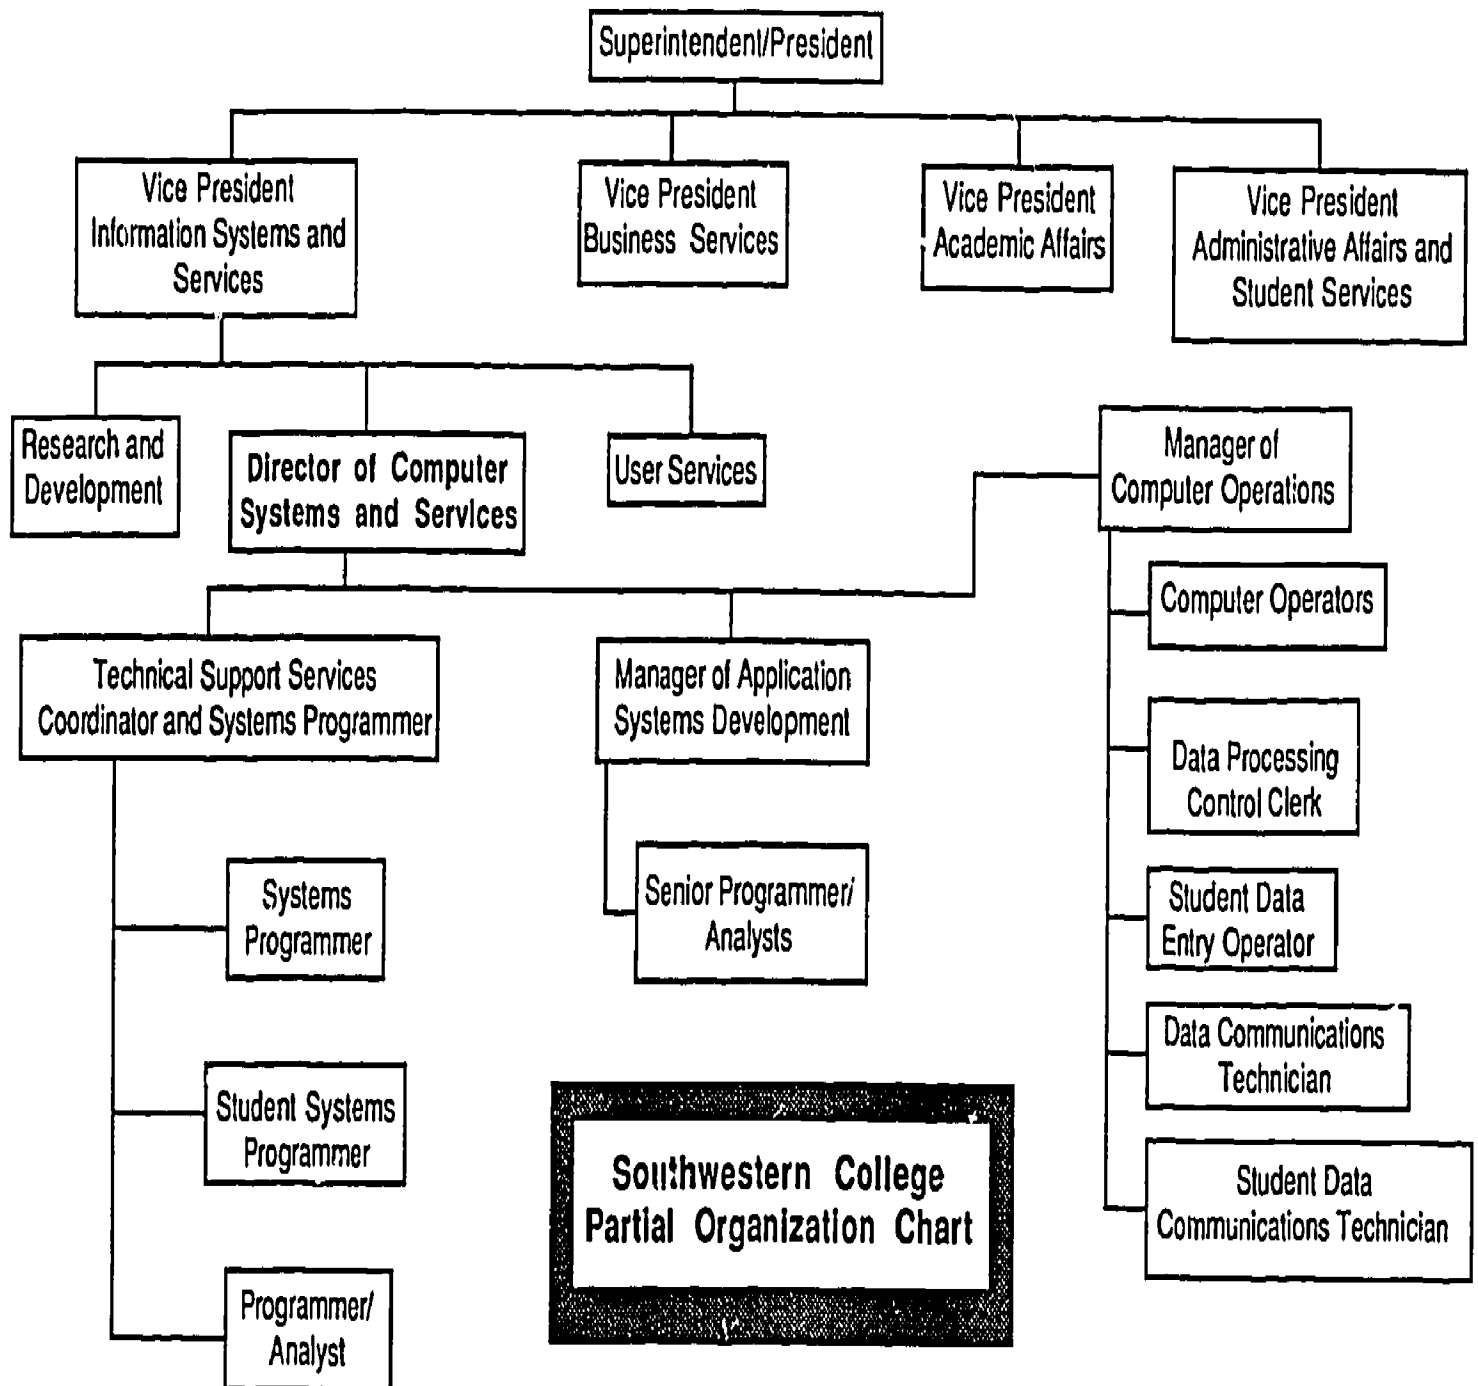 Superintendent/President
Vice President
Information Systems and
Services
Vice President
Business Services
Vice President
Academic Affairs
Vice President
Administrative Affairs and
Student Services
Research and
Development
Director of Computer
Systems and Services
User Services
Manager of
Computer Operations
Technical Support Services
Coordinator and Systems Programmer
Manager of Application
Systems Development
Computer Operators
Data Processing
Control Clerk
Systems
Programmer
Senior Programmer/
Analysts
Student Data
Entry Operator
Data Communications
Technician
Student Systems
Programmer
Student Data
Communications Technician
Programmer/
Analyst
Southwestern College
Partial Organization Chart